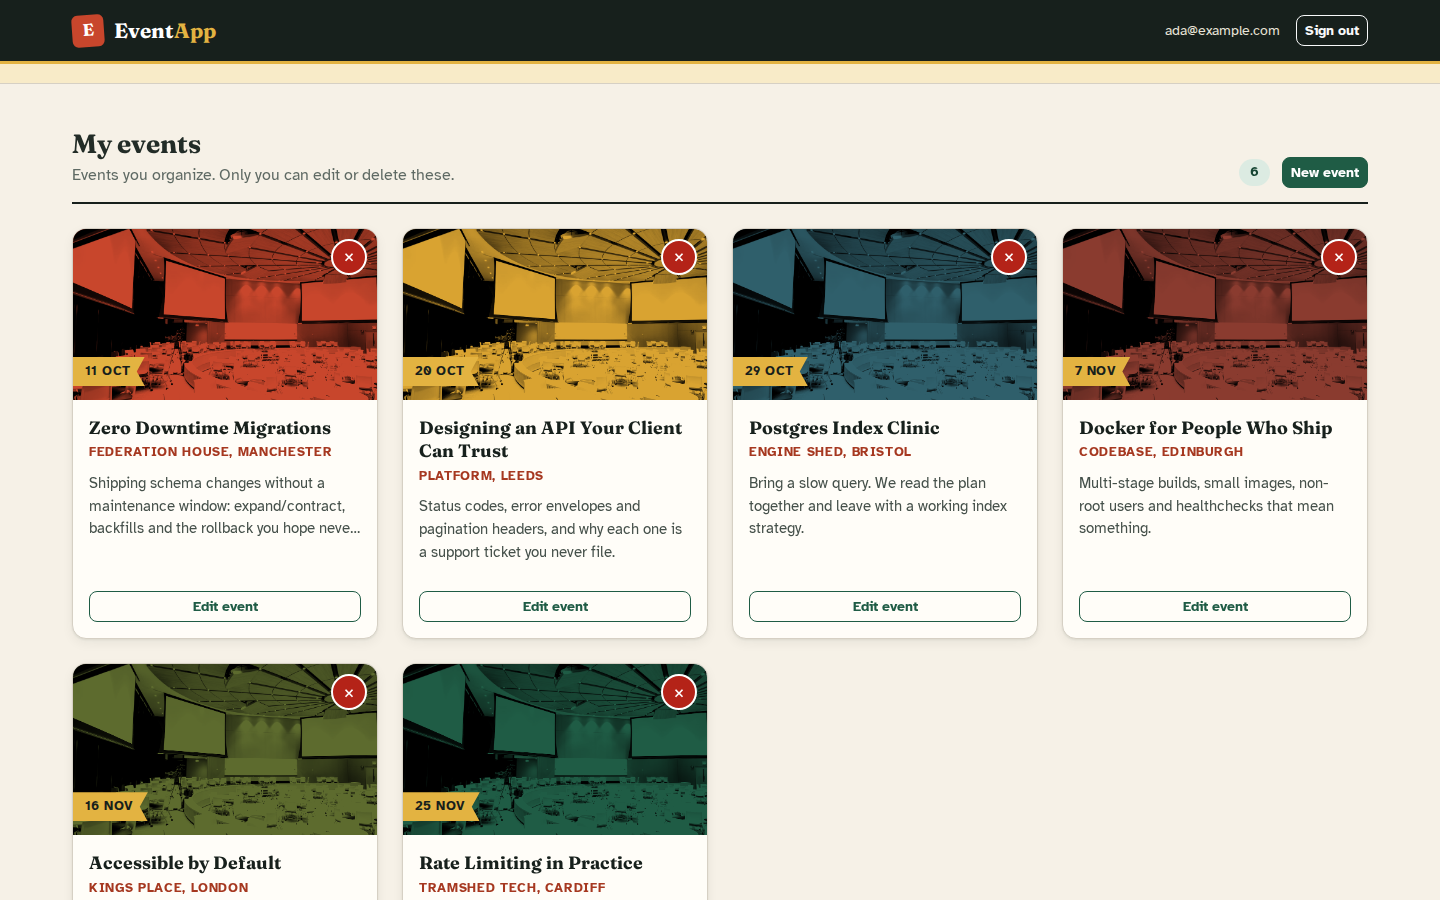 E EventApp
ada@example.com
Sign out
My events
Events you organize. Only you can edit or delete these.
6
New event
11 OCT
Zero Downtime Migrations
FEDERATION HOUSE, MANCHESTER
Shipping schema changes without a
maintenance window: expand/contract,
backfills and the rollback you hope neve...
Edit event
20 OCT
Designing an API Your Client
Can Trust
PLATFORM, LEEDS
Status codes, error envelopes and
pagination headers, and why each one is
a support ticket you never file.
Edit event
29 OCT
Postgres Index Clinic
ENGINE SHED, BRISTOL
Bring a slow query. We read the plan
together and leave with a working index
strategy.
Edit event
7 NOV
Docker for People Who Ship
CODEBASE, EDINBURGH
Multi-stage builds, small images, non-
root users and healthchecks that mean
something.
Edit event
16 NOV
Accessible by Default
KINGS PLACE, LONDON
25 NOV
Rate Limiting in Practice
TRAMSHED TECH, CARDIFF